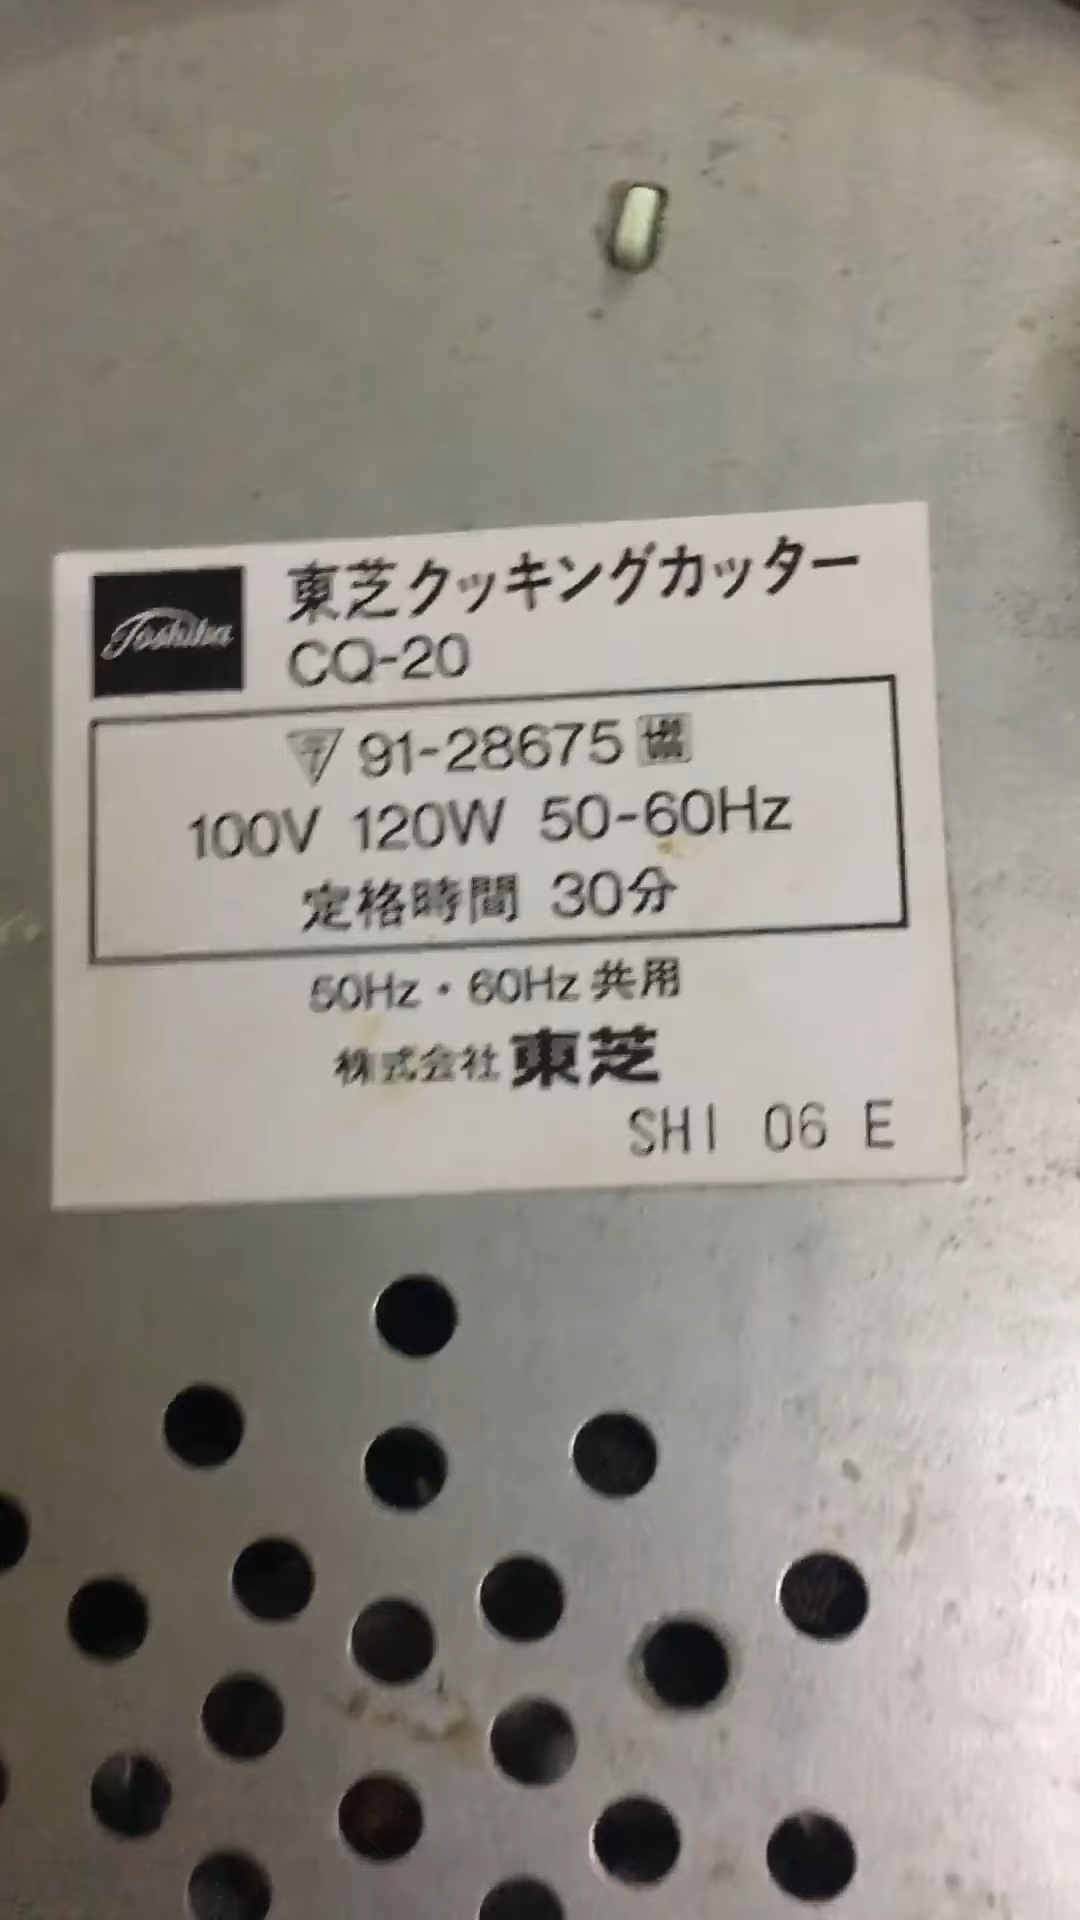 Toshiba
東芝クッキングカッター
CQ-20
〒 91-28675
100V 120W 50-60Hz
定格時間 30分
50Hz・60Hz 共用
株式会社 東芝
SHI 06 E